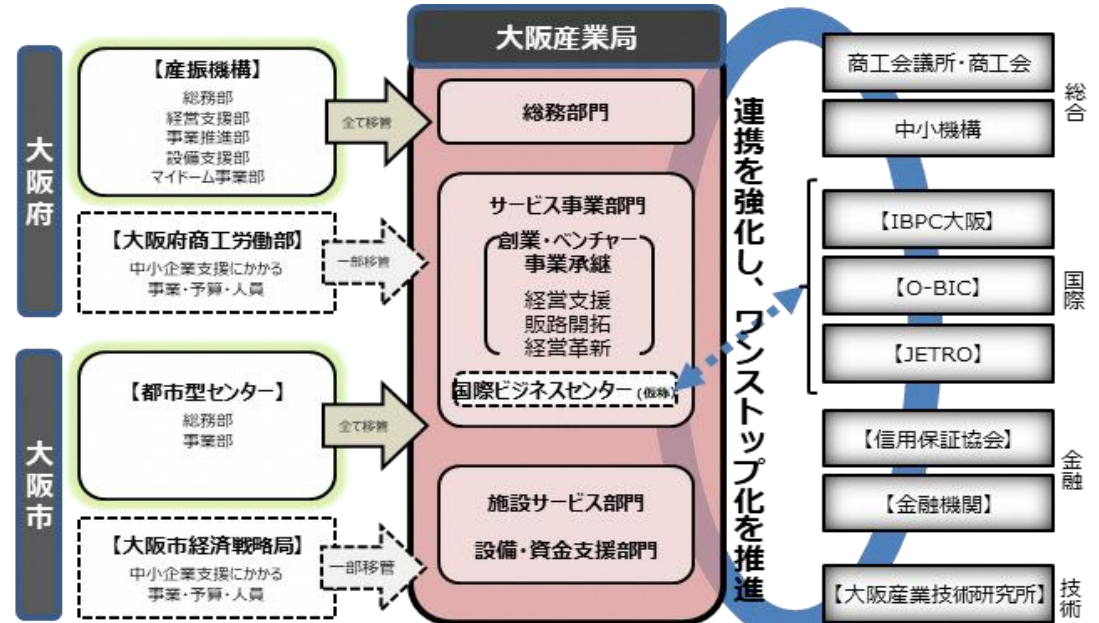 大阪府
【産振機構】
総務部
経営支援部
事業推進部
設備支援部
マイドーム事業部
全て移管
【大阪府商工労働部】
中小企業支援にかかる
事業・予算・人員
一部移管
大阪市
【都市型センター】
総務部
事業部
全て移管
【大阪市経済戦略局】
中小企業支援にかかる
事業・予算・人員
一部移管
大阪産業局
総務部門
サービス事業部門
創業・ベンチャー
事業承継
経営支援
販路開拓
経営革新
国際ビジネスセンター(仮称)
施設サービス部門
設備・資金支援部門
連携を強化し、ワンストップ化を推進
商工会議所・商工会
中小機構
総合
【IBPC大阪】
【O-BIC】
【JETRO】
国際
【信用保証協会】
【金融機関】
金融
【大阪産業技術研究所】
技術